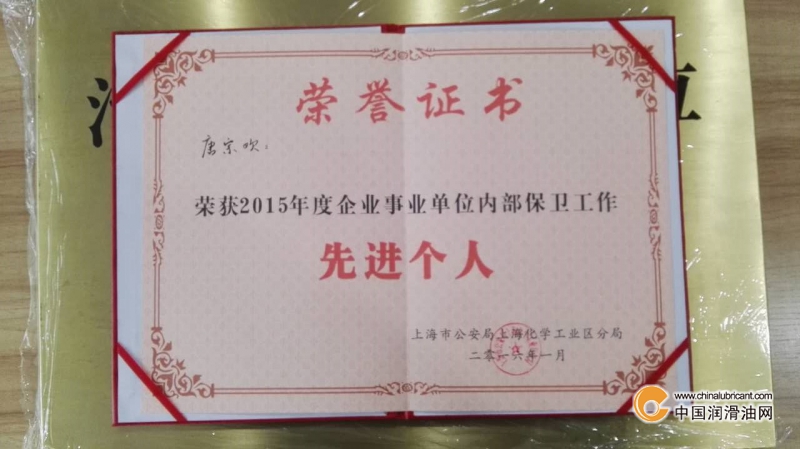 荣誉证书
唐宗欢：
荣获2015年度企业事业单位内部保卫工作
先进个人
上海市公安局上海化学工业区分局
二零一六年一月
www.chinalubricant.com
中国润滑油网